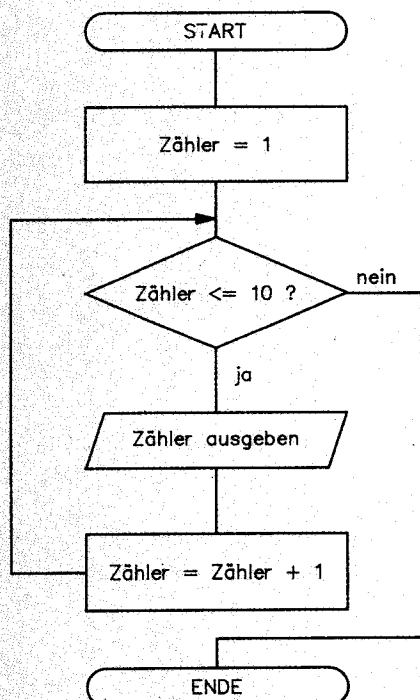 START
Zähler = 1
Zähler <= 10 ?
nein
ja
Zähler ausgeben
Zähler = Zähler + 1
ENDE